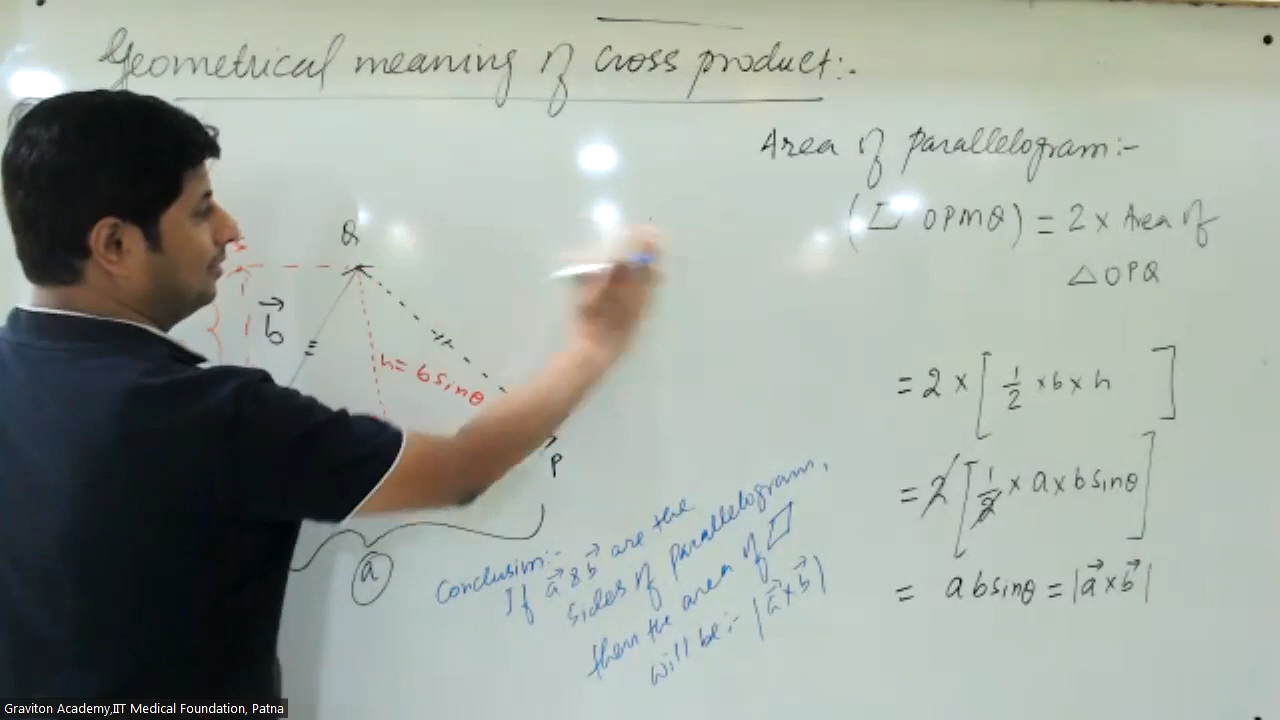 Geometrical meaning of cross product:-
Area of parallelogram:-
(▱ OPMQ) = 2 × Area of
△OPQ
= 2 × [ 1/2 × b × h ]
= 2 [ 1/2 × a × b sinθ ]
= a b sinθ = |a⃗ × b⃗|
Q
b⃗
h = b sinθ
P
a
Conclusion:-
If a⃗ & b⃗ are the
sides of parallelogram,
then the area of ▱
will be:- |a⃗ × b⃗|
Graviton Academy,IIT Medical Foundation, Patna